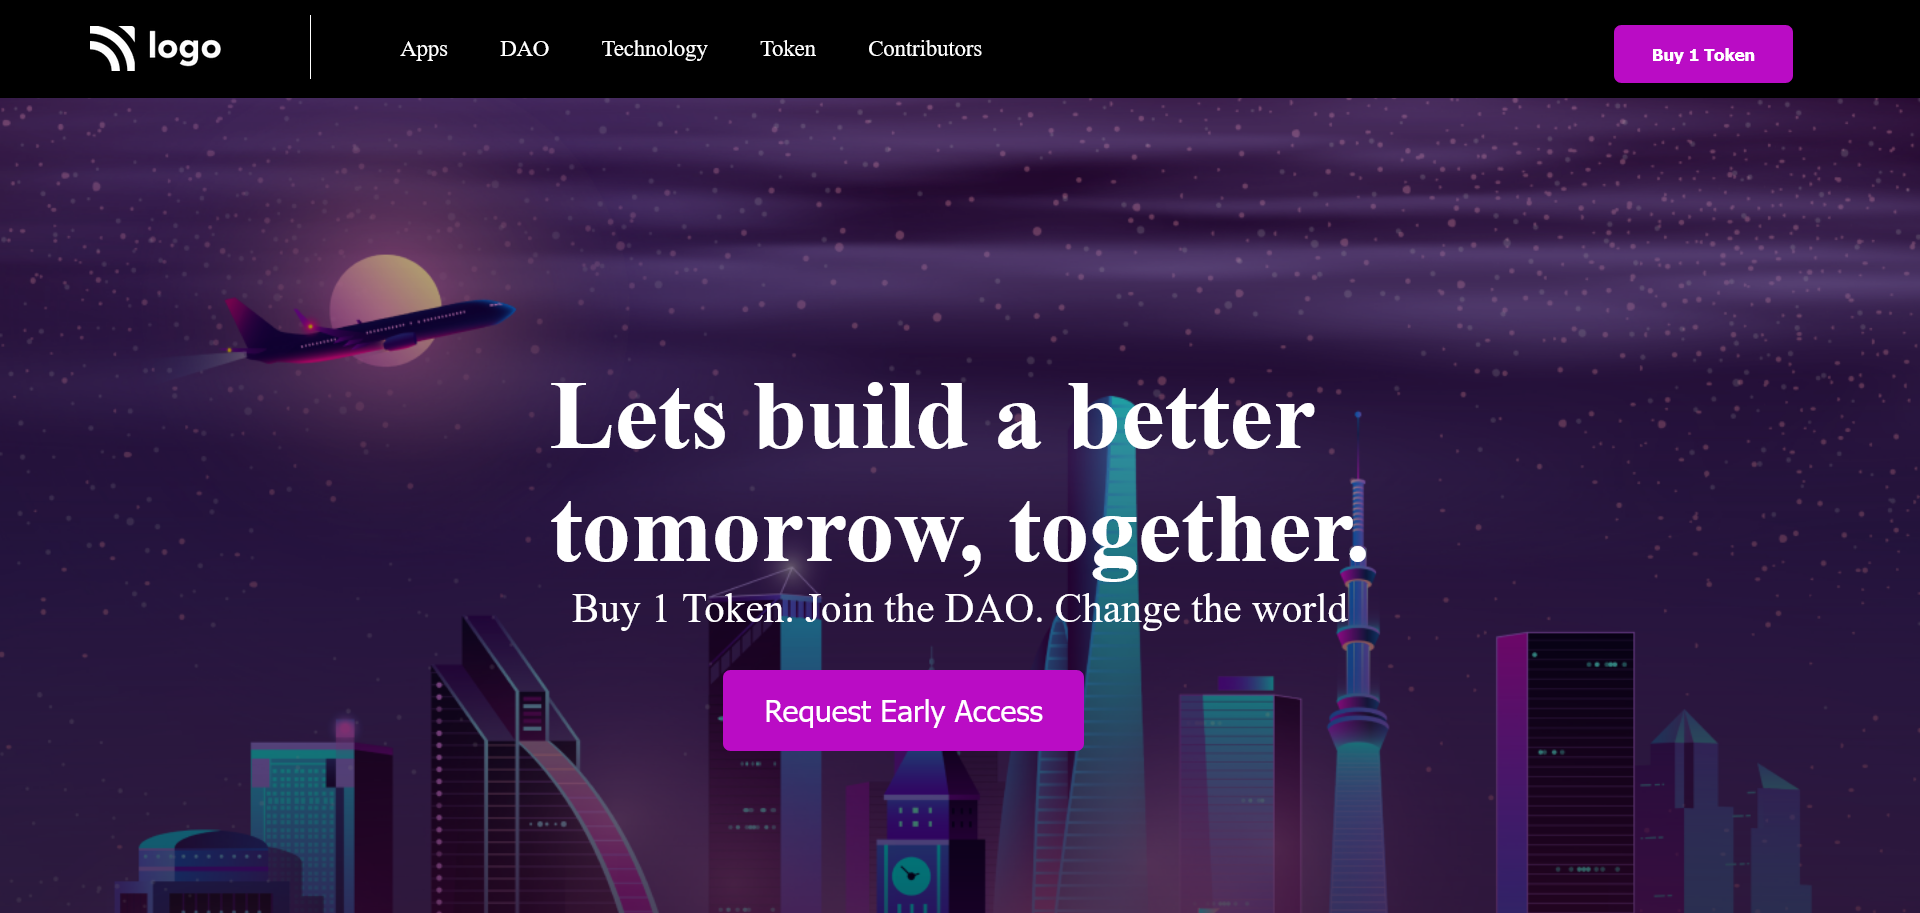 logo
Apps DAO Technology Token Contributors
Buy 1 Token
Lets build a better
tomorrow, together.
Buy 1 Token. Join the DAO. Change the world
Request Early Access